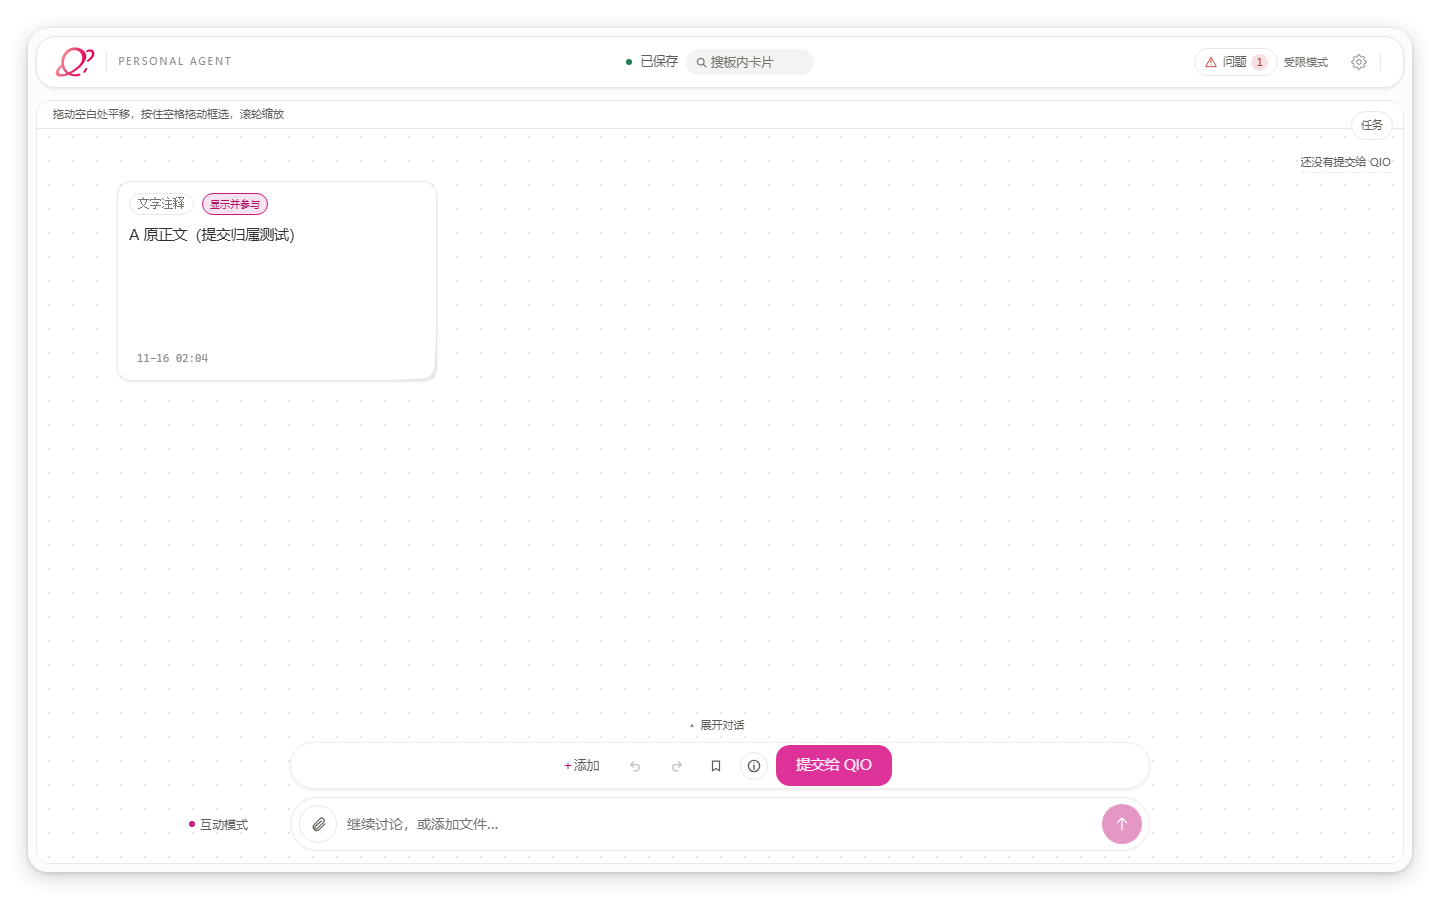 PERSONAL AGENT
已保存
搜板内卡片
问题 1
受限模式
拖动空白处平移，按住空格拖动框选，滚轮缩放
任务
还没有提交给 QIO
文字注释 显示并参与
A 原正文（提交归属测试）
11-16 02:04
展开对话
+添加
提交给 QIO
互动模式
继续讨论，或添加文件...